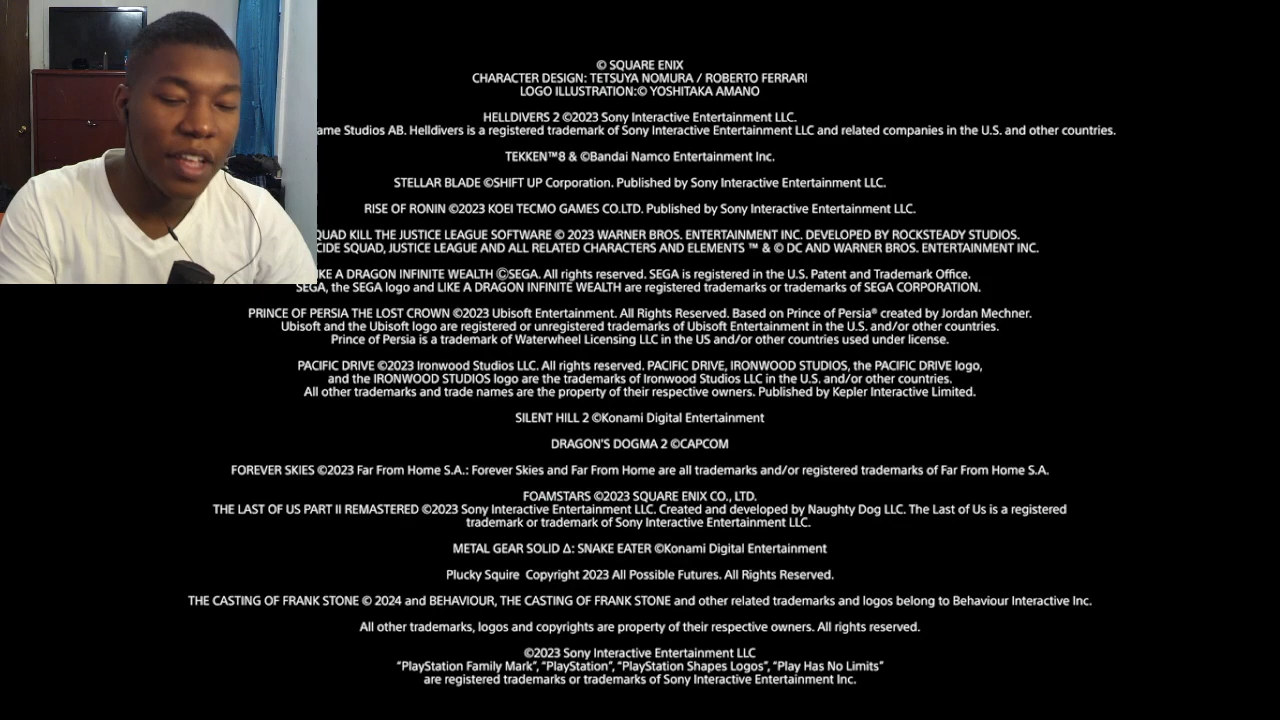 © SQUARE ENIX
CHARACTER DESIGN: TETSUYA NOMURA / ROBERTO FERRARI
LOGO ILLUSTRATION:© YOSHITAKA AMANO
HELLDIVERS 2 ©2023 Sony Interactive Entertainment LLC.
ame Studios AB. Helldivers is a registered trademark of Sony Interactive Entertainment LLC and related companies in the U.S. and other countries.
TEKKEN™8 & ©Bandai Namco Entertainment Inc.
STELLAR BLADE ©SHIFT UP Corporation. Published by Sony Interactive Entertainment LLC.
RISE OF RONIN ©2023 KOEI TECMO GAMES CO.LTD. Published by Sony Interactive Entertainment LLC.
QUAD KILL THE JUSTICE LEAGUE SOFTWARE © 2023 WARNER BROS. ENTERTAINMENT INC. DEVELOPED BY ROCKSTEADY STUDIOS.
CIDE SQUAD, JUSTICE LEAGUE AND ALL RELATED CHARACTERS AND ELEMENTS ™ & © DC AND WARNER BROS. ENTERTAINMENT INC.
IKE A DRAGON INFINITE WEALTH ©SEGA. All rights reserved. SEGA is registered in the U.S. Patent and Trademark Office.
SEGA, the SEGA logo and LIKE A DRAGON INFINITE WEALTH are registered trademarks or trademarks of SEGA CORPORATION.
PRINCE OF PERSIA THE LOST CROWN ©2023 Ubisoft Entertainment. All Rights Reserved. Based on Prince of Persia® created by Jordan Mechner.
Ubisoft and the Ubisoft logo are registered or unregistered trademarks of Ubisoft Entertainment in the U.S. and/or other countries.
Prince of Persia is a trademark of Waterwheel Licensing LLC in the US and/or other countries used under license.
PACIFIC DRIVE ©2023 Ironwood Studios LLC. All rights reserved. PACIFIC DRIVE, IRONWOOD STUDIOS, the PACIFIC DRIVE logo,
and the IRONWOOD STUDIOS logo are the trademarks of Ironwood Studios LLC in the U.S. and/or other countries.
All other trademarks and trade names are the property of their respective owners. Published by Kepler Interactive Limited.
SILENT HILL 2 ©Konami Digital Entertainment
DRAGON'S DOGMA 2 ©CAPCOM
FOREVER SKIES ©2023 Far From Home S.A.: Forever Skies and Far From Home are all trademarks and/or registered trademarks of Far From Home S.A.
FOAMSTARS ©2023 SQUARE ENIX CO., LTD.
THE LAST OF US PART II REMASTERED ©2023 Sony Interactive Entertainment LLC. Created and developed by Naughty Dog LLC. The Last of Us is a registered
trademark or trademark of Sony Interactive Entertainment LLC.
METAL GEAR SOLID Δ: SNAKE EATER ©Konami Digital Entertainment
Plucky Squire Copyright 2023 All Possible Futures. All Rights Reserved.
THE CASTING OF FRANK STONE © 2024 and BEHAVIOUR, THE CASTING OF FRANK STONE and other related trademarks and logos belong to Behaviour Interactive Inc.
All other trademarks, logos and copyrights are property of their respective owners. All rights reserved.
©2023 Sony Interactive Entertainment LLC
"PlayStation Family Mark", "PlayStation", "PlayStation Shapes Logos", "Play Has No Limits"
are registered trademarks or trademarks of Sony Interactive Entertainment Inc.